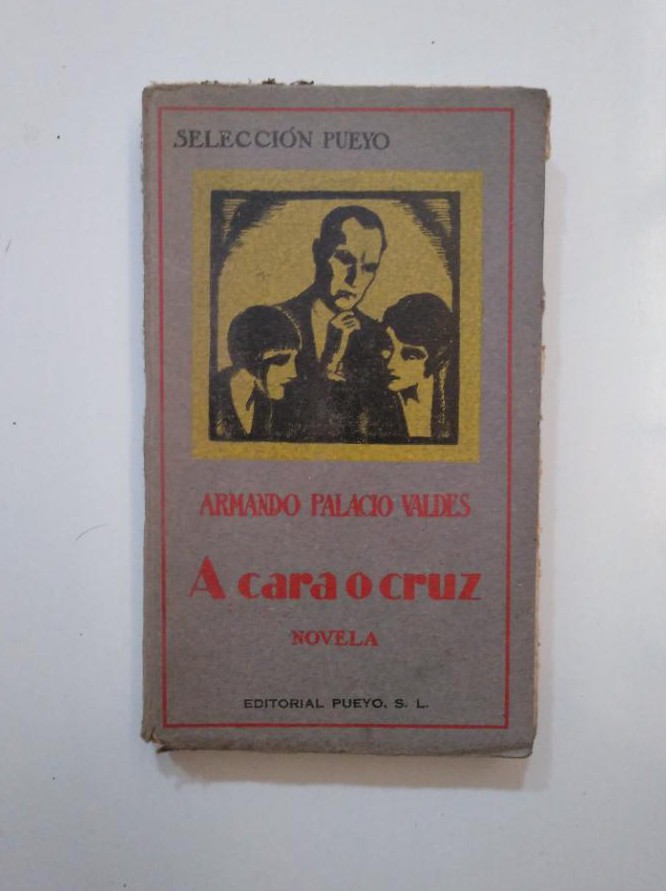 SELECCIÓN PUEYO
ARMANDO PALACIO VALDES
A cara o cruz
NOVELA
EDITORIAL PUEYO, S. L.